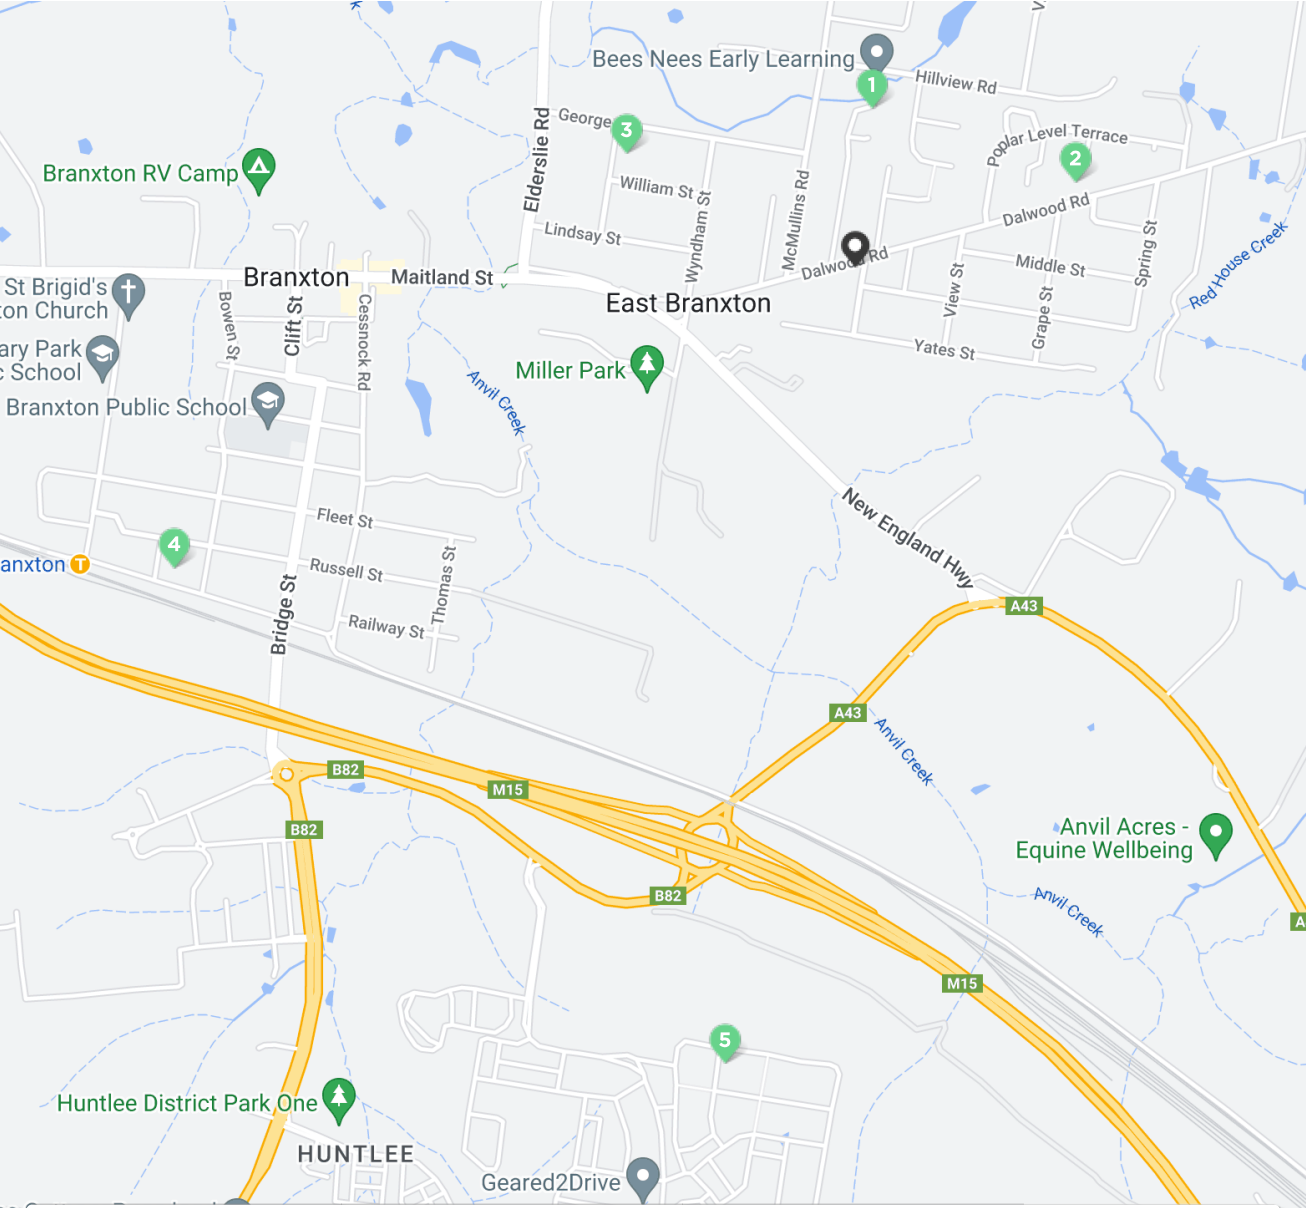 Bees Nees Early Learning
1
Hillview Rd
Elderslie Rd
George
3
Poplar Level Terrace
2
Branxton RV Camp
William St
McMullins Rd
Wyndham St
Dalwood Rd
Lindsay St
Spring St
Red House Creek
Dalwood Rd
Middle St
View St
Grape St
Branxton
Maitland St
St Brigid's
ton Church
Bowen St
Clift St
Cessnock Rd
East Branxton
Yates St
ary Park
c School
Miller Park
Anvil Creek
Branxton Public School
New England Hwy
Fleet St
4
anxton
T
Russell St
Thomas St
Bridge St
Railway St
A43
A43
Anvil Creek
B82
M15
B82
Anvil Acres -
Equine Wellbeing
B82
Anvil Creek
A
M15
5
Huntlee District Park One
HUNTLEE
Geared2Drive